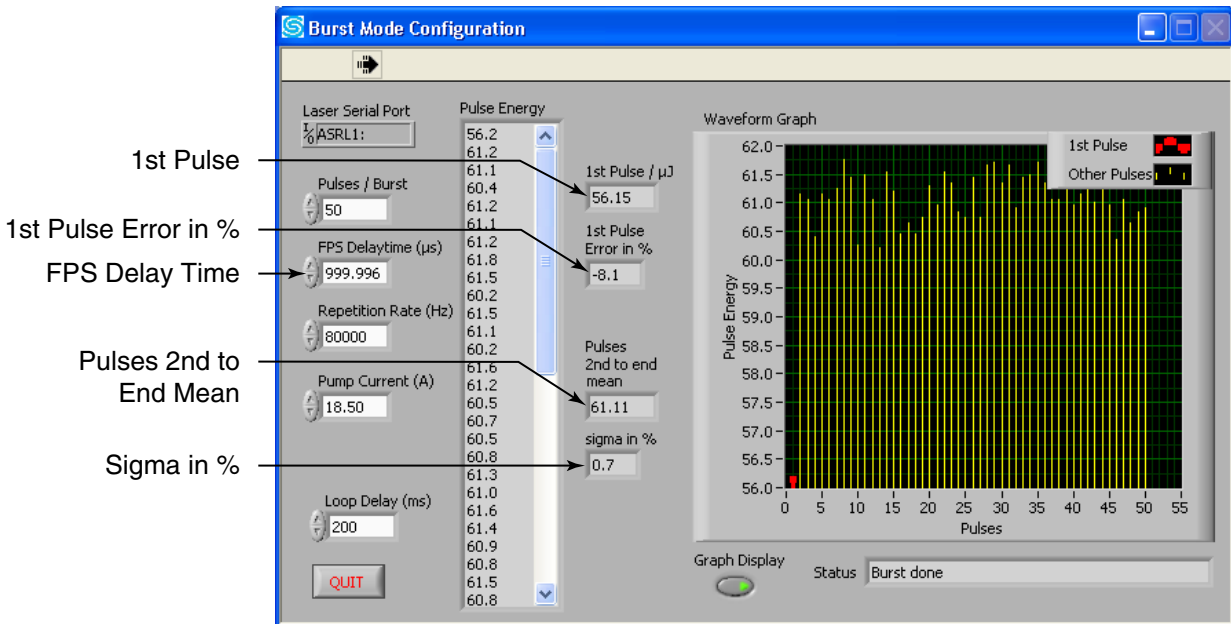 Burst Mode Configuration
1st Pulse
1st Pulse Error in %
FPS Delay Time
Pulses 2nd to
End Mean
Sigma in %
Laser Serial Port
I/O ASRL1:
Pulses / Burst
50
FPS Delaytime (µs)
999.996
Repetition Rate (Hz)
80000
Pump Current (A)
18.50
Loop Delay (ms)
200
QUIT
Pulse Energy
56.2
61.2
61.1
60.4
61.2
61.1
61.2
61.8
61.5
60.2
61.5
61.1
60.2
61.6
61.2
60.5
60.7
60.5
60.8
61.3
61.0
61.6
61.4
60.9
60.8
61.5
60.8
1st Pulse / µJ
56.15
1st Pulse
Error in %
-8.1
Pulses
2nd to end
mean
61.11
sigma in %
0.7
Waveform Graph
1st Pulse
Other Pulses
Pulse Energy
62.0
61.5
61.0
60.5
60.0
59.5
59.0
58.5
58.0
57.5
57.0
56.5
56.0
0 5 10 15 20 25 30 35 40 45 50 55
Pulses
Graph Display
Status Burst done